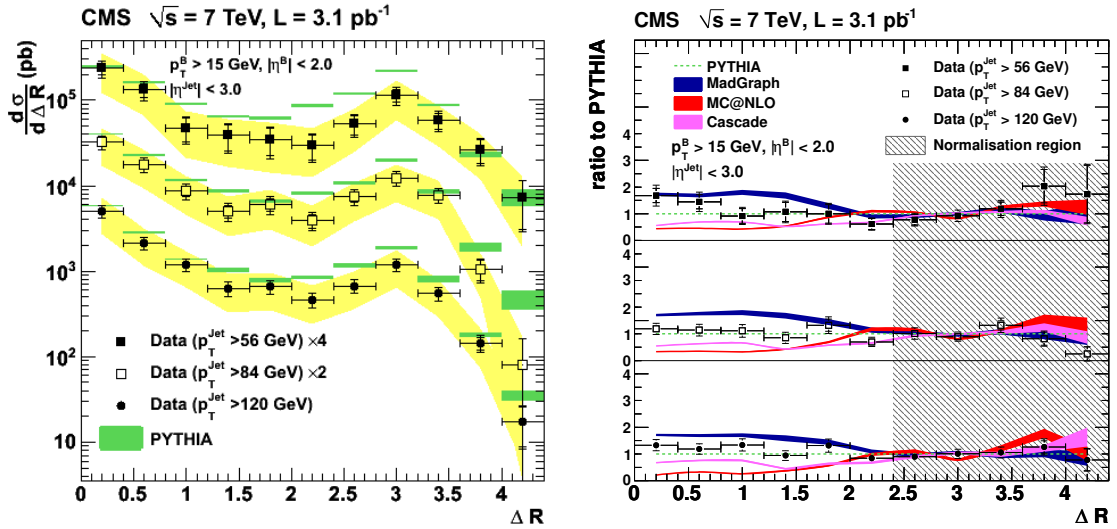 CMS √s = 7 TeV, L = 3.1 pb⁻¹
dσ/dΔR (pb)
p_T^B > 15 GeV, |η^B| < 2.0
|η^Jet| < 3.0
10⁵
10⁴
10³
10²
10
Data (p_T^Jet >56 GeV) ×4
Data (p_T^Jet >84 GeV) ×2
Data (p_T^Jet >120 GeV)
PYTHIA
0 0.5 1 1.5 2 2.5 3 3.5 4
Δ R
CMS √s = 7 TeV, L = 3.1 pb⁻¹
ratio to PYTHIA
PYTHIA
MadGraph
MC@NLO
Cascade
Data (p_T^Jet > 56 GeV)
Data (p_T^Jet > 84 GeV)
Data (p_T^Jet > 120 GeV)
Normalisation region
p_T^B > 15 GeV, |η^B| < 2.0
|η^Jet| < 3.0
4
3
2
1
0
4
3
2
1
0
4
3
2
1
0
0 0.5 1 1.5 2 2.5 3 3.5 4
Δ R